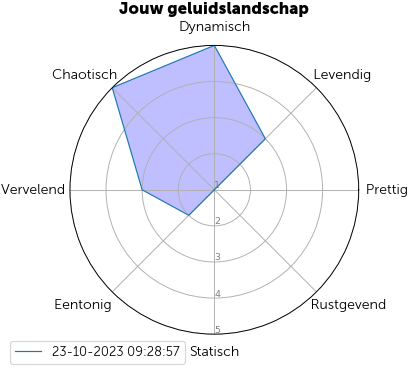 Jouw geluidslandschap
Dynamisch
Chaotisch
Levendig
Vervelend
1
Prettig
2
3
4
Eentonig
Rustgevend
5
23-10-2023 09:28:57
Statisch